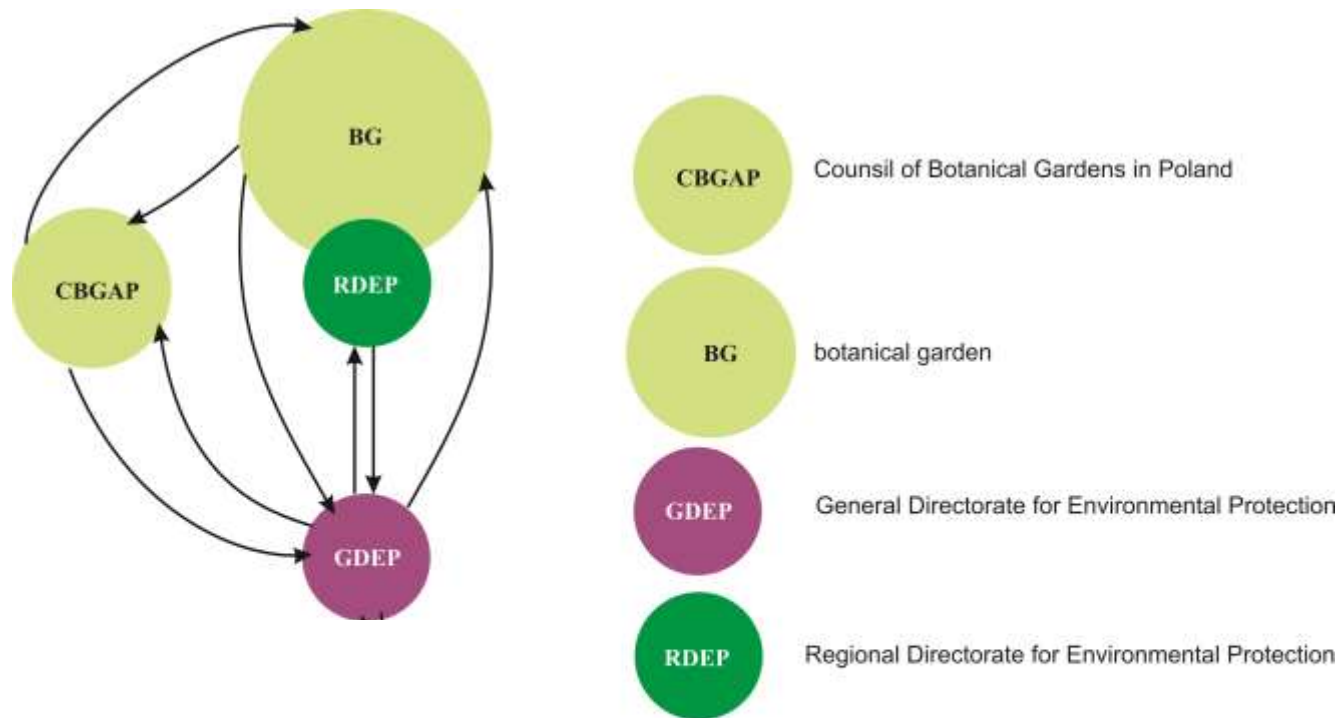 BG
CBGAP
RDEP
GDEP
CBGAP Counsil of Botanical Gardens in Poland
BG botanical garden
GDEP General Directorate for Environmental Protection
RDEP Regional Directorate for Environmental Protection